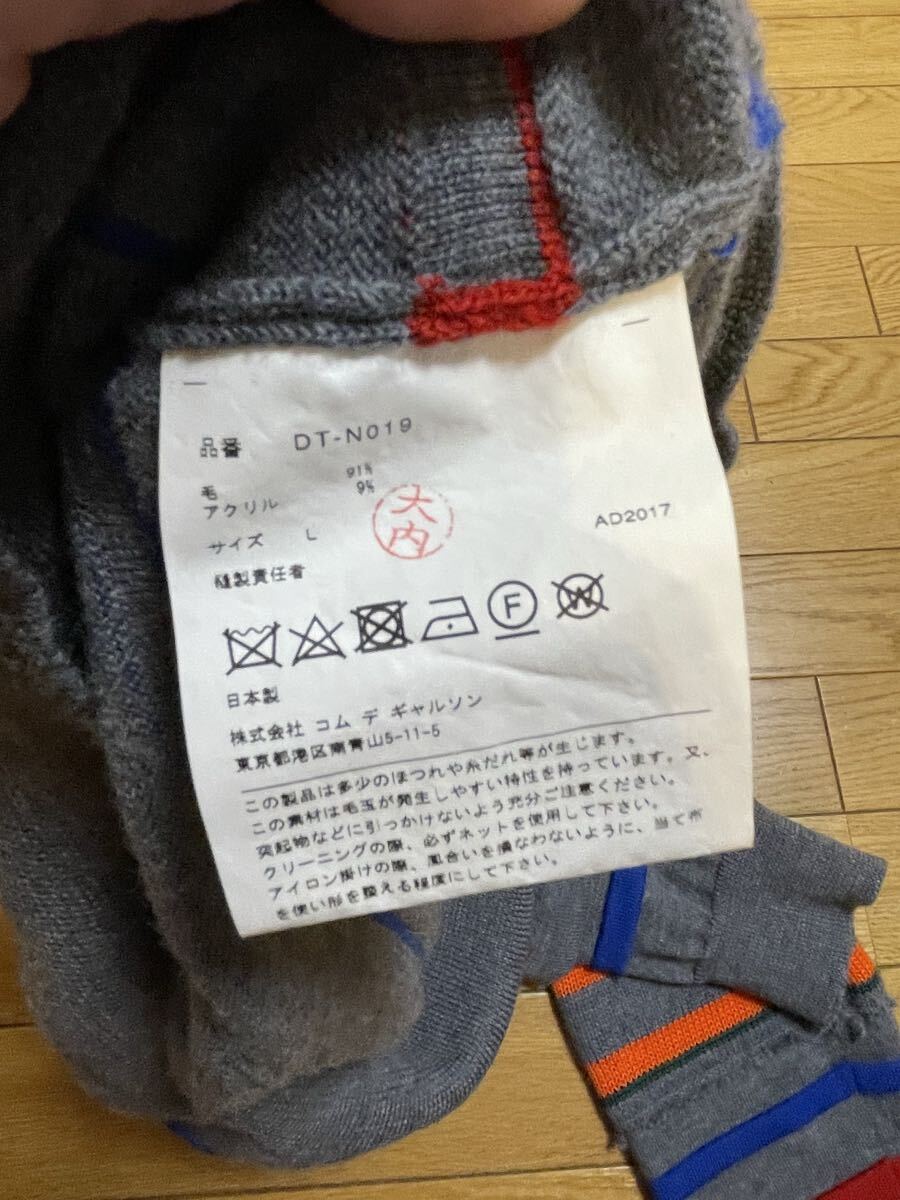 品番 DT-N019
毛 91%
アクリル 9%
サイズ L
大内
AD2017
縫製責任者
F
W
日本製
株式会社 コム デ ギャルソン
東京都港区南青山5-11-5
この製品は多少のほつれや糸だれ等が生じます。
この素材は毛玉が発生しやすい特性を持っています。又、
突起物などに引っかけないよう充分ご注意ください。
クリーニングの際、必ずネットを使用して下さい。
アイロン掛けの際、風合いを損なわないように、当て布
を使い形を整える程度にして下さい。